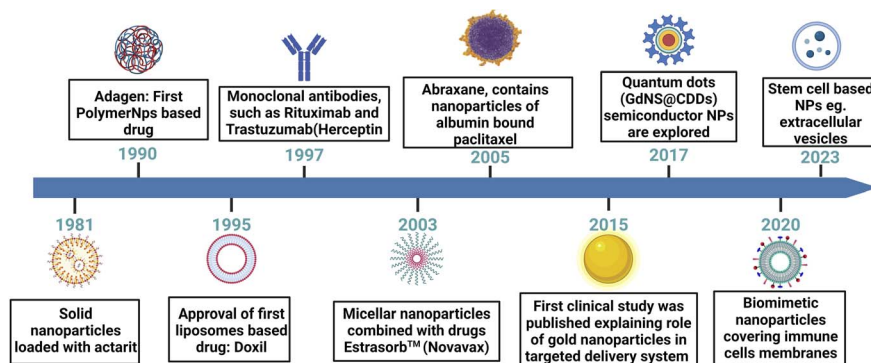 Adagen: First
PolymerNps based
drug
1990
Monoclonal antibodies,
such as Rituximab and
Trastuzumab(Herceptin
1997
Abraxane, contains
nanoparticles of
albumin bound
paclitaxel
2005
Quantum dots
(GdNS@CDDs)
semiconductor NPs
are explored
2017
Stem cell based
NPs eg.
extracellular
vesicles
2023
1981
Solid
nanoparticles
loaded with actarit
1995
Approval of first
liposomes based
drug: Doxil
2003
Micellar nanoparticles
combined with drugs
Estrasorb™ (Novavax)
2015
First clinical study was
published explaining role
of gold nanoparticles in
targeted delivery system
2020
Biomimetic
nanoparticles
covering immune
cells membranes